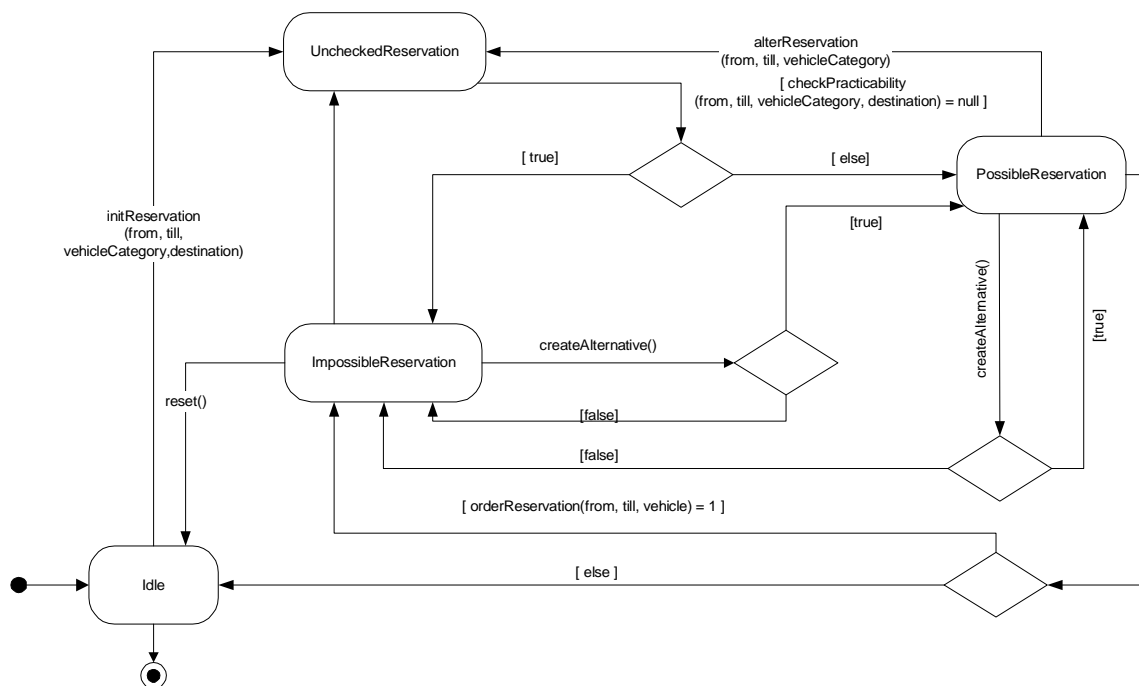 UncheckedReservation
alterReservation
(from, till, vehicleCategory)
[ checkPracticability
(from, till, vehicleCategory, destination) = null ]
[ true]
[ else]
PossibleReservation
initReservation
(from, till,
vehicleCategory,destination)
[true]
createAlternative()
[true]
ImpossibleReservation
createAlternative()
reset()
[false]
[false]
[ orderReservation(from, till, vehicle) = 1 ]
Idle
[ else ]